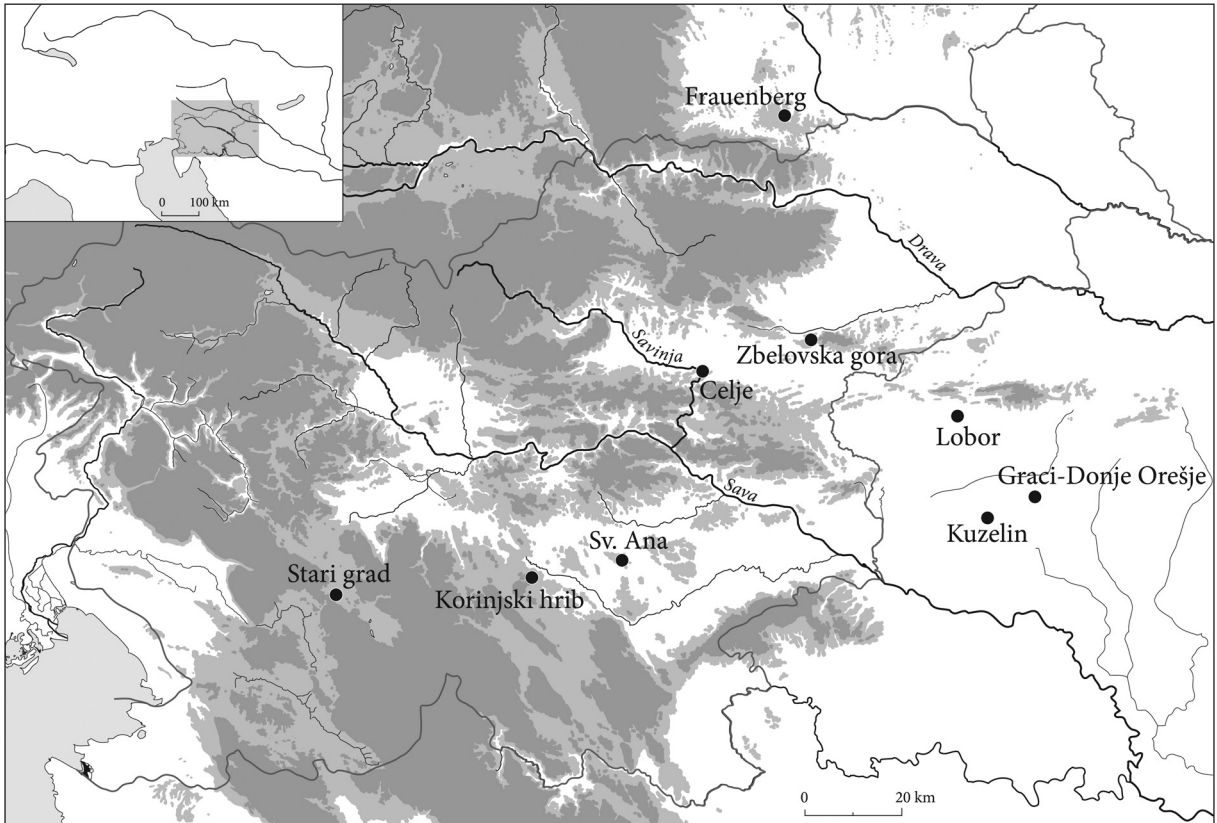 Frauenberg
0 100 km
Drava
Savinja
Zbelovska gora
Celje
Lobor
Graci-Donje Orešje
Sava
Kuzelin
Sv. Ana
Stari grad
Korinjski hrib
0 20 km